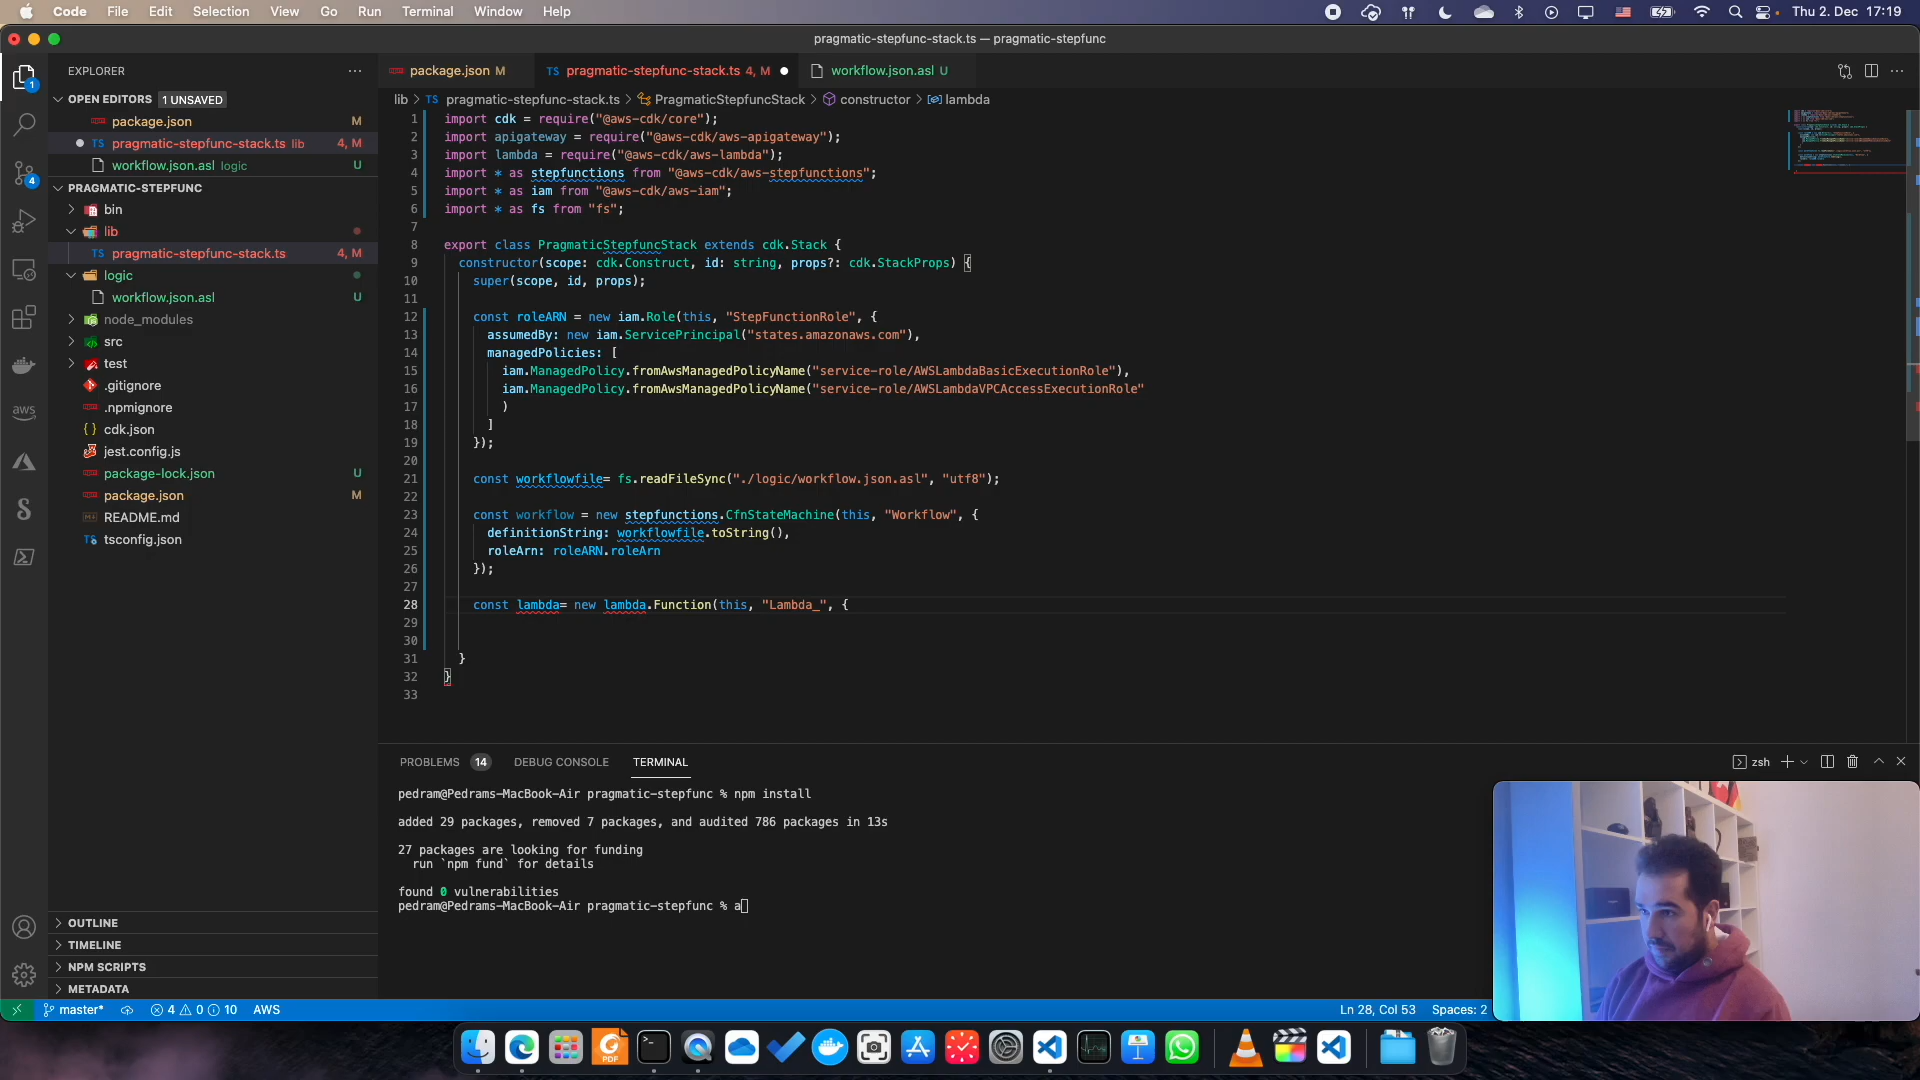 Code File Edit Selection View Go Run Terminal Window Help
Thu 2. Dec 17:19
pragmatic-stepfunc-stack.ts — pragmatic-stepfunc
EXPLORER
OPEN EDITORS 1 UNSAVED
package.json M
pragmatic-stepfunc-stack.ts lib 4, M
workflow.json.asl logic U
PRAGMATIC-STEPFUNC
bin
lib
TS pragmatic-stepfunc-stack.ts 4, M
logic
workflow.json.asl U
node_modules
src
test
.gitignore
.npmignore
cdk.json
jest.config.js
package-lock.json U
package.json M
README.md
tsconfig.json
OUTLINE
TIMELINE
NPM SCRIPTS
METADATA
package.json M
TS pragmatic-stepfunc-stack.ts 4, M
workflow.json.asl U
lib > TS pragmatic-stepfunc-stack.ts > PragmaticStepfuncStack > constructor > lambda
1 import cdk = require("@aws-cdk/core");
2 import apigateway = require("@aws-cdk/aws-apigateway");
3 import lambda = require("@aws-cdk/aws-lambda");
4 import * as stepfunctions from "@aws-cdk/aws-stepfunctions";
5 import * as iam from "@aws-cdk/aws-iam";
6 import * as fs from "fs";
7
8 export class PragmaticStepfuncStack extends cdk.Stack {
9 constructor(scope: cdk.Construct, id: string, props?: cdk.StackProps) {
10 super(scope, id, props);
11
12 const roleARN = new iam.Role(this, "StepFunctionRole", {
13 assumedBy: new iam.ServicePrincipal("states.amazonaws.com"),
14 managedPolicies: [
15 iam.ManagedPolicy.fromAwsManagedPolicyName("service-role/AWSLambdaBasicExecutionRole"),
16 iam.ManagedPolicy.fromAwsManagedPolicyName("service-role/AWSLambdaVPCAccessExecutionRole"
17 )
18 ]
19 });
20
21 const workflowfile= fs.readFileSync("./logic/workflow.json.asl", "utf8");
22
23 const workflow = new stepfunctions.CfnStateMachine(this, "Workflow", {
24 definitionString: workflowfile.toString(),
25 roleArn: roleARN.roleArn
26 });
27
28 const lambda= new lambda.Function(this, "Lambda_", {
29
30
31 }
32 }
33
PROBLEMS 14 DEBUG CONSOLE TERMINAL
zsh
pedram@Pedrams-MacBook-Air pragmatic-stepfunc % npm install
added 29 packages, removed 7 packages, and audited 786 packages in 13s
27 packages are looking for funding
run `npm fund` for details
found 0 vulnerabilities
pedram@Pedrams-MacBook-Air pragmatic-stepfunc % a
master* 4 0 10 AWS
Ln 28, Col 53 Spaces: 2